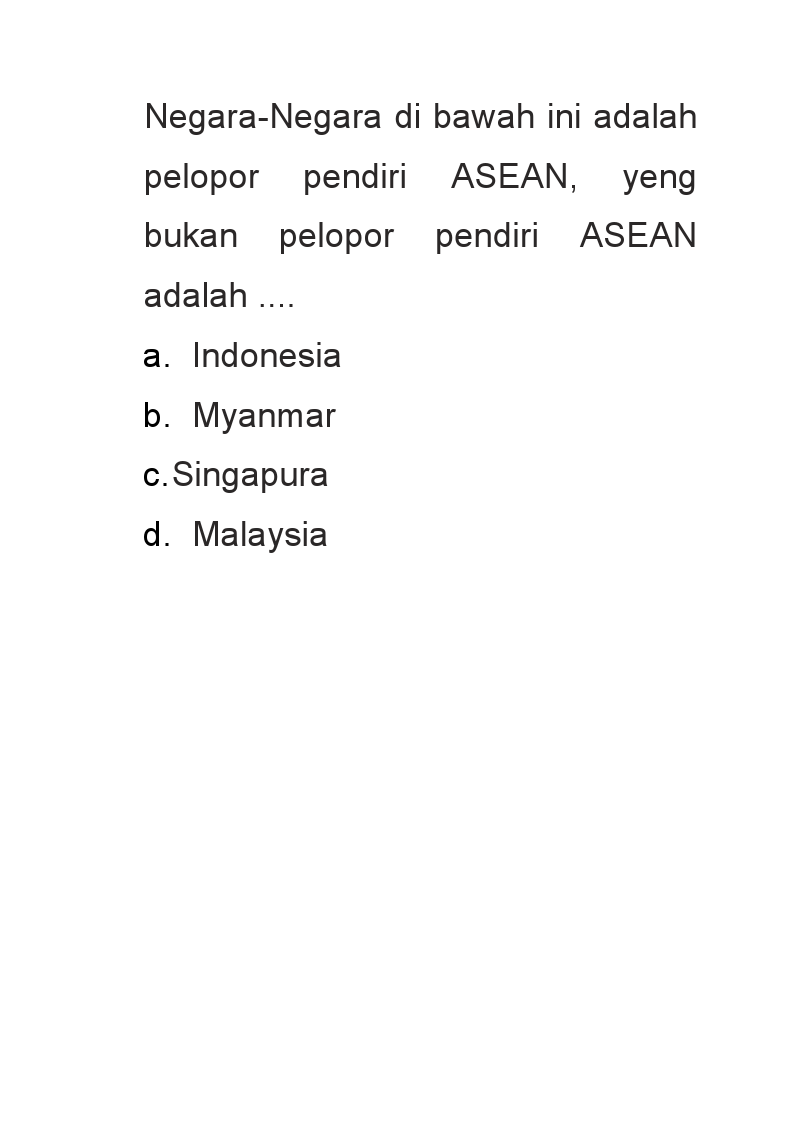 Negara-Negara di bawah ini adalah
pelopor pendiri ASEAN, yeng
bukan pelopor pendiri ASEAN
adalah ....
a. Indonesia
b. Myanmar
c.Singapura
d. Malaysia